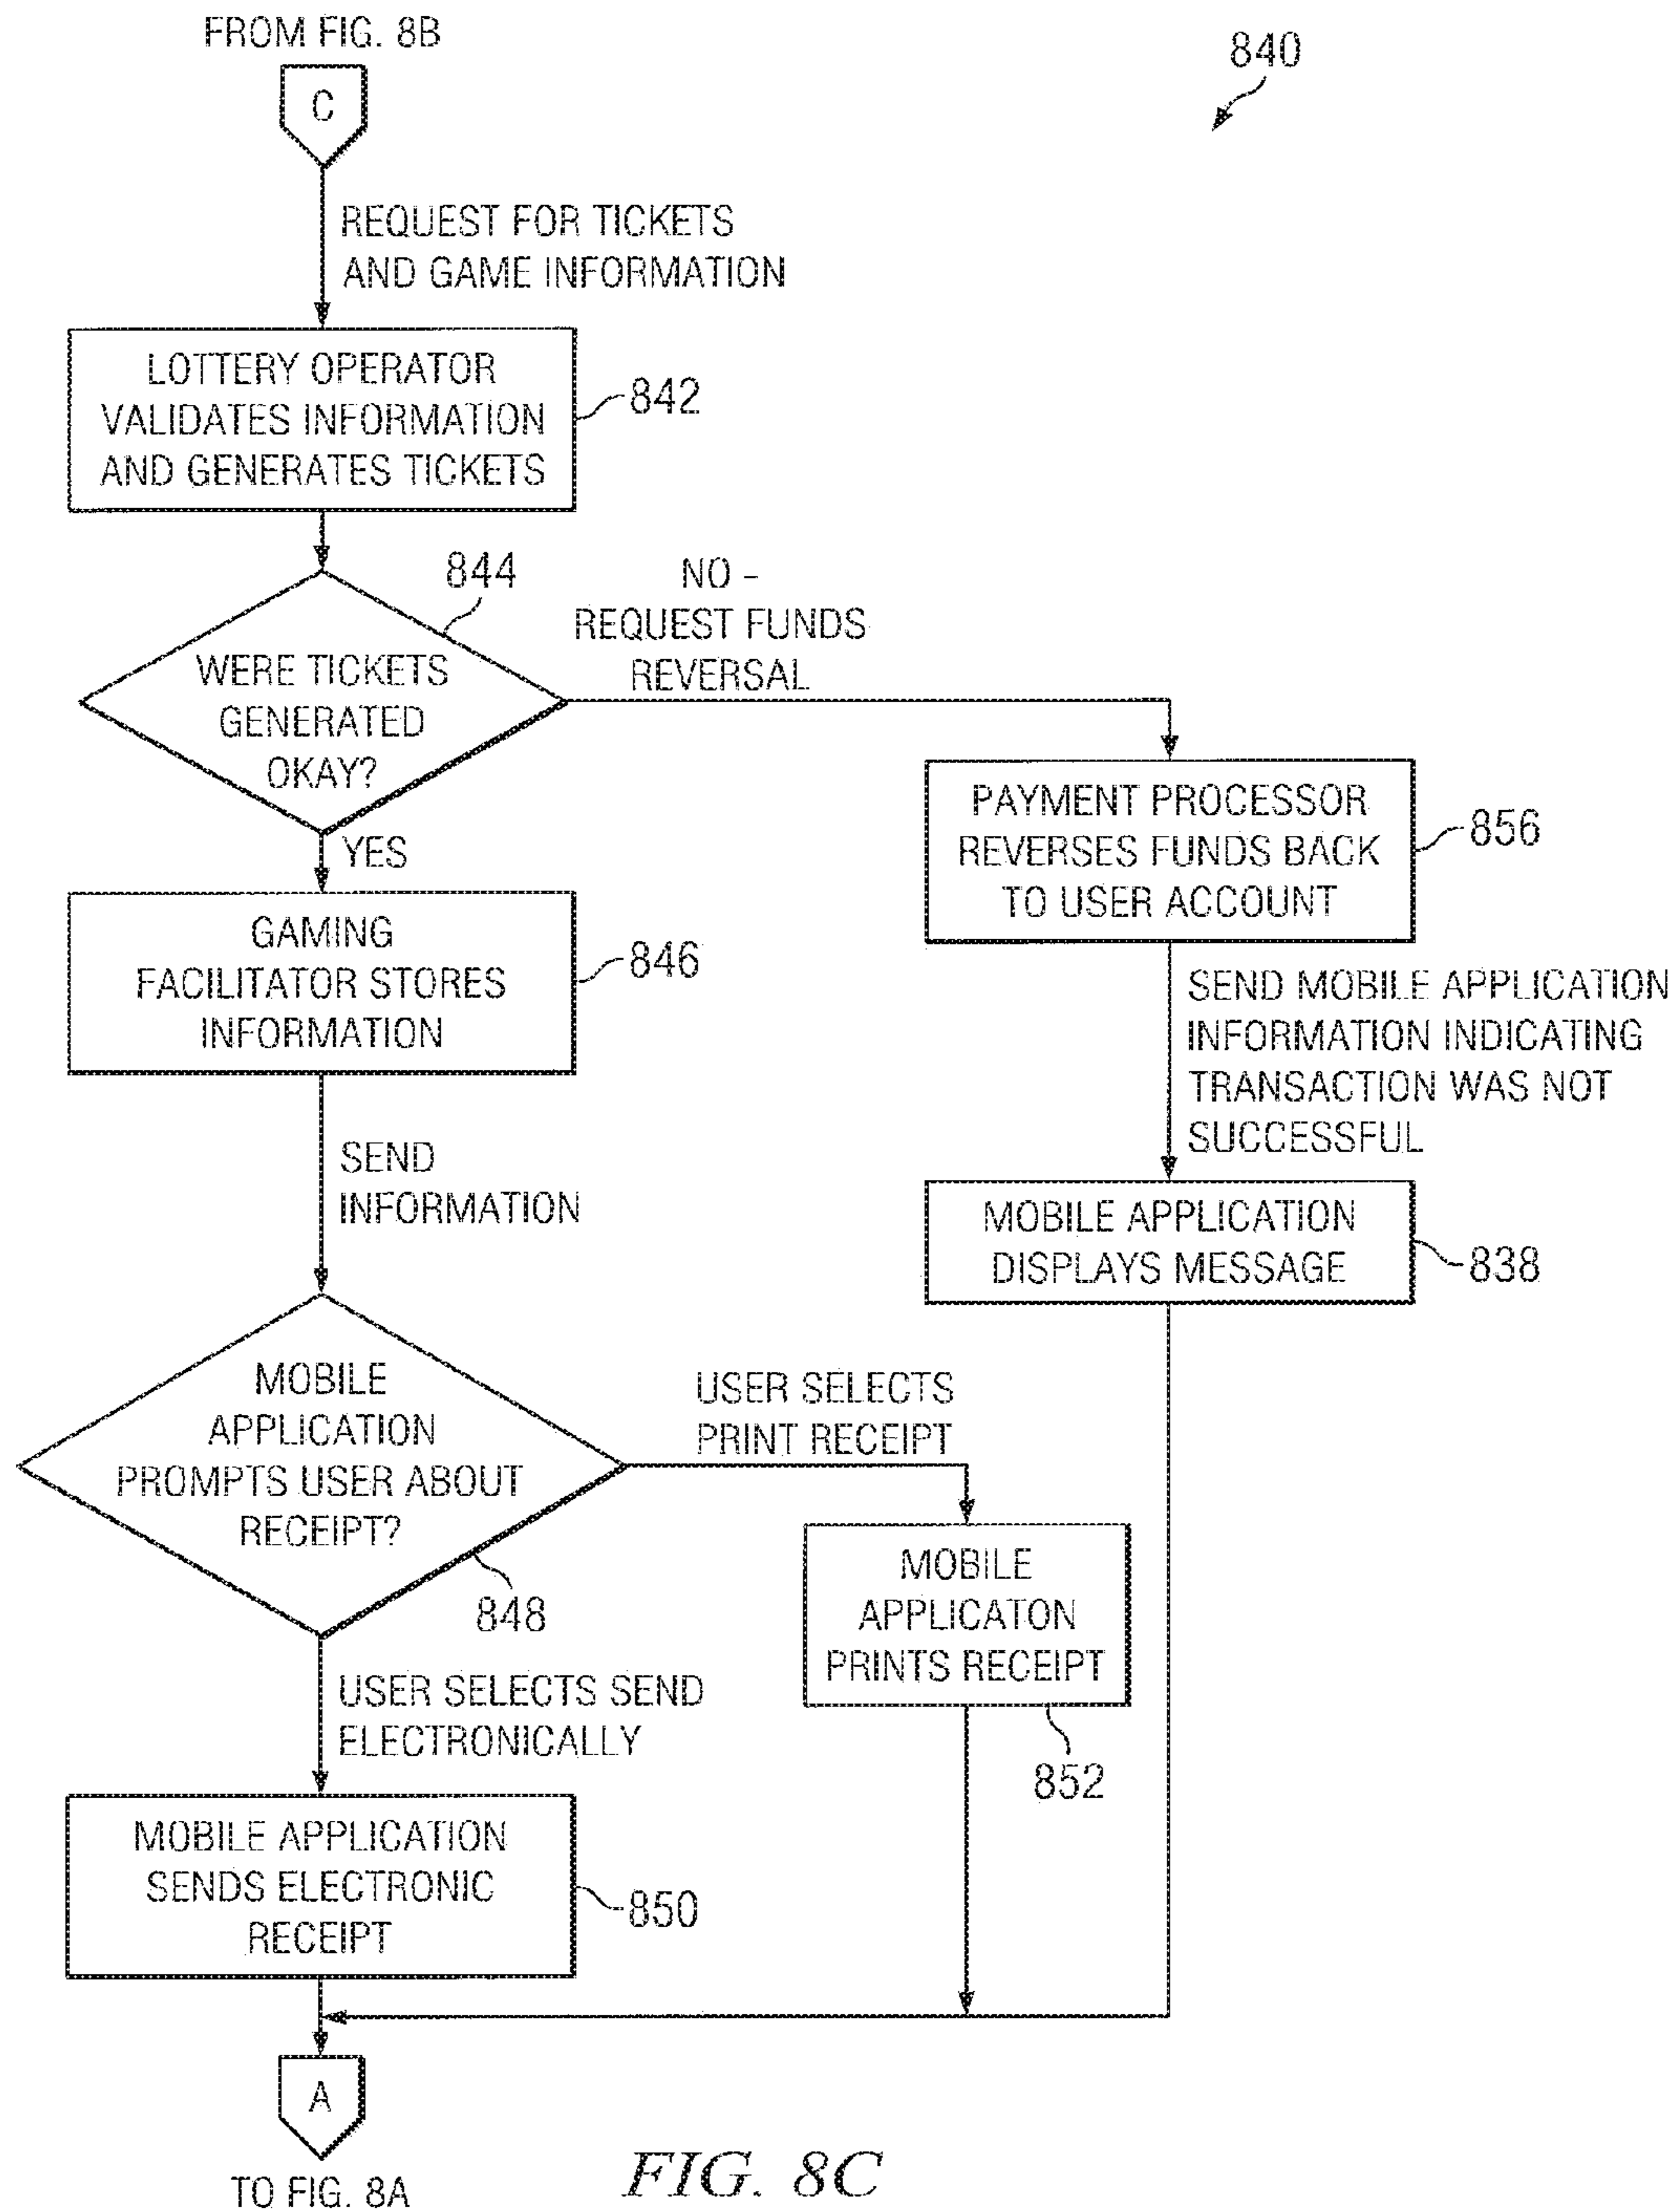 FROM FIG. 8B
840
C
REQUEST FOR TICKETS
AND GAME INFORMATION
LOTTERY OPERATOR
VALIDATES INFORMATION
AND GENERATES TICKETS
842
844
NO -
REQUEST FUNDS
REVERSAL
WERE TICKETS
GENERATED
OKAY?
YES
PAYMENT PROCESSOR
REVERSES FUNDS BACK
TO USER ACCOUNT
856
GAMING
FACILITATOR STORES
INFORMATION
846
SEND MOBILE APPLICATION
INFORMATION INDICATING
TRANSACTION WAS NOT
SUCCESSFUL
SEND
INFORMATION
MOBILE APPLICATION
DISPLAYS MESSAGE
838
MOBILE
APPLICATION
PROMPTS USER ABOUT
RECEIPT?
848
USER SELECTS
PRINT RECEIPT
MOBILE
APPLICATON
PRINTS RECEIPT
852
USER SELECTS SEND
ELECTRONICALLY
MOBILE APPLICATION
SENDS ELECTRONIC
RECEIPT
850
A
TO FIG. 8A
FIG. 8C